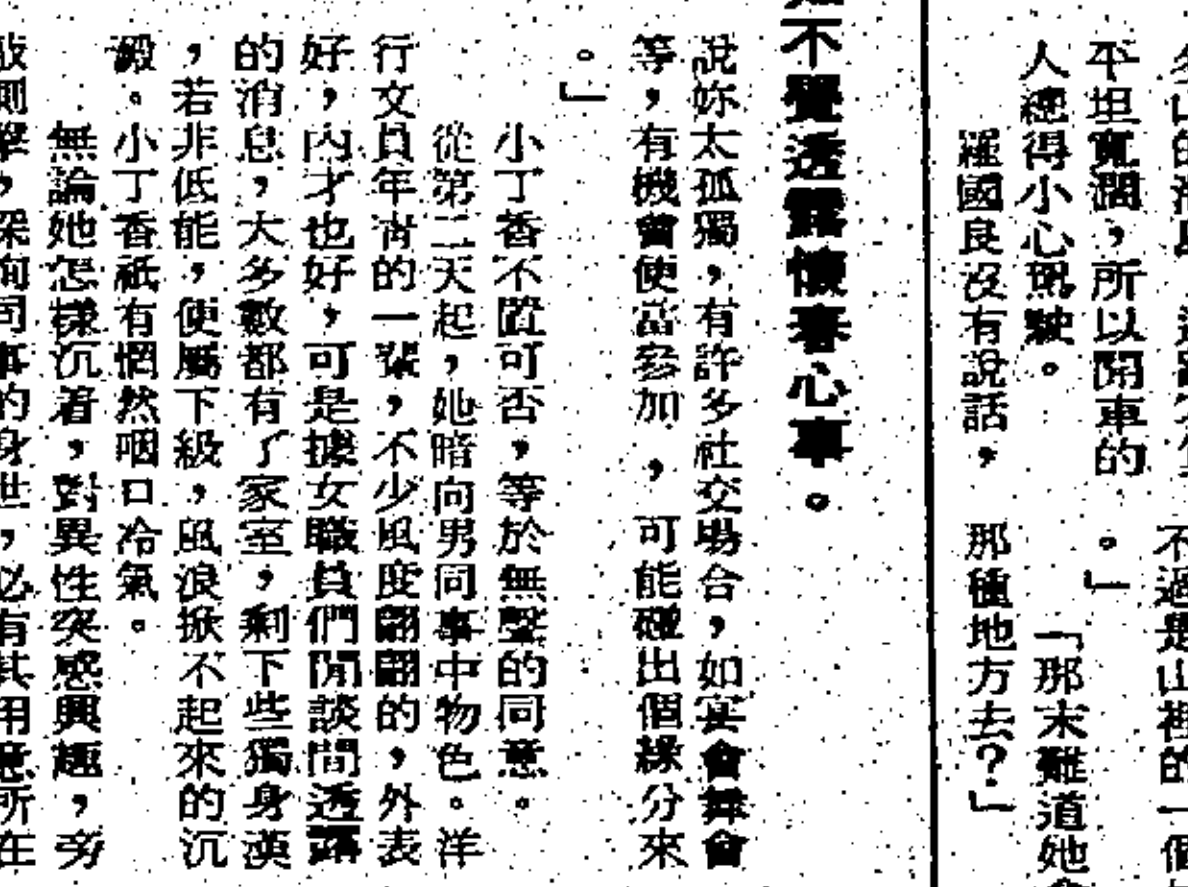 不過是山裡的一個
平坦寬濶，所以開車的
。」
「那末難道她會
人總得小心駕駛。
羅國良沒有說話，
那種地方去？」
不覺透露懷春心事。
說妳太孤獨，有許多社交場合，如宴會舞會
等，有機會便當參加，可能碰出個緣分來
。」
小丁香不置可否，等於無聲的同意。
從第二天起，她暗向男同事中物色。洋
行文員年靑的一輩，不少風度翩翩的，外表
好，內才也好，可是據女職員們閒談間透露
的消息，大多數都有了家室，剩下些獨身漢
，若非低能，便屬下級，風浪掀不起來的沉
澱。小丁香祇有惘然咽口冷氣。
無論她怎樣沉着，對異性突感興趣，旁
敲側擊，探詢同事的身世，必有其用意所在